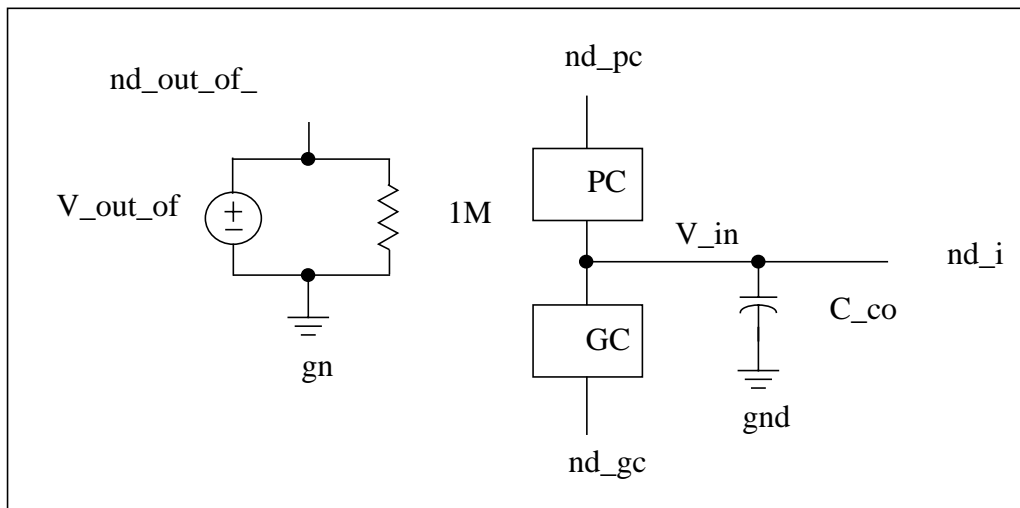 nd_out_of_
V_out_of
1M
gn
nd_pc
PC
V_in
nd_i
C_co
GC
gnd
nd_gc